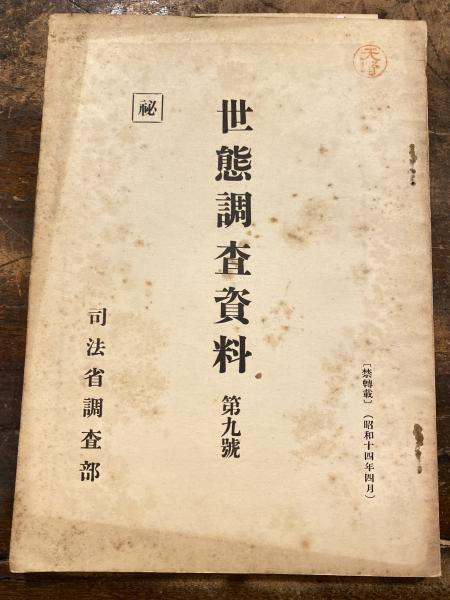 ［禁轉載］（昭和十四年四月）
世態調査資料 第九號
秘
司法省調査部